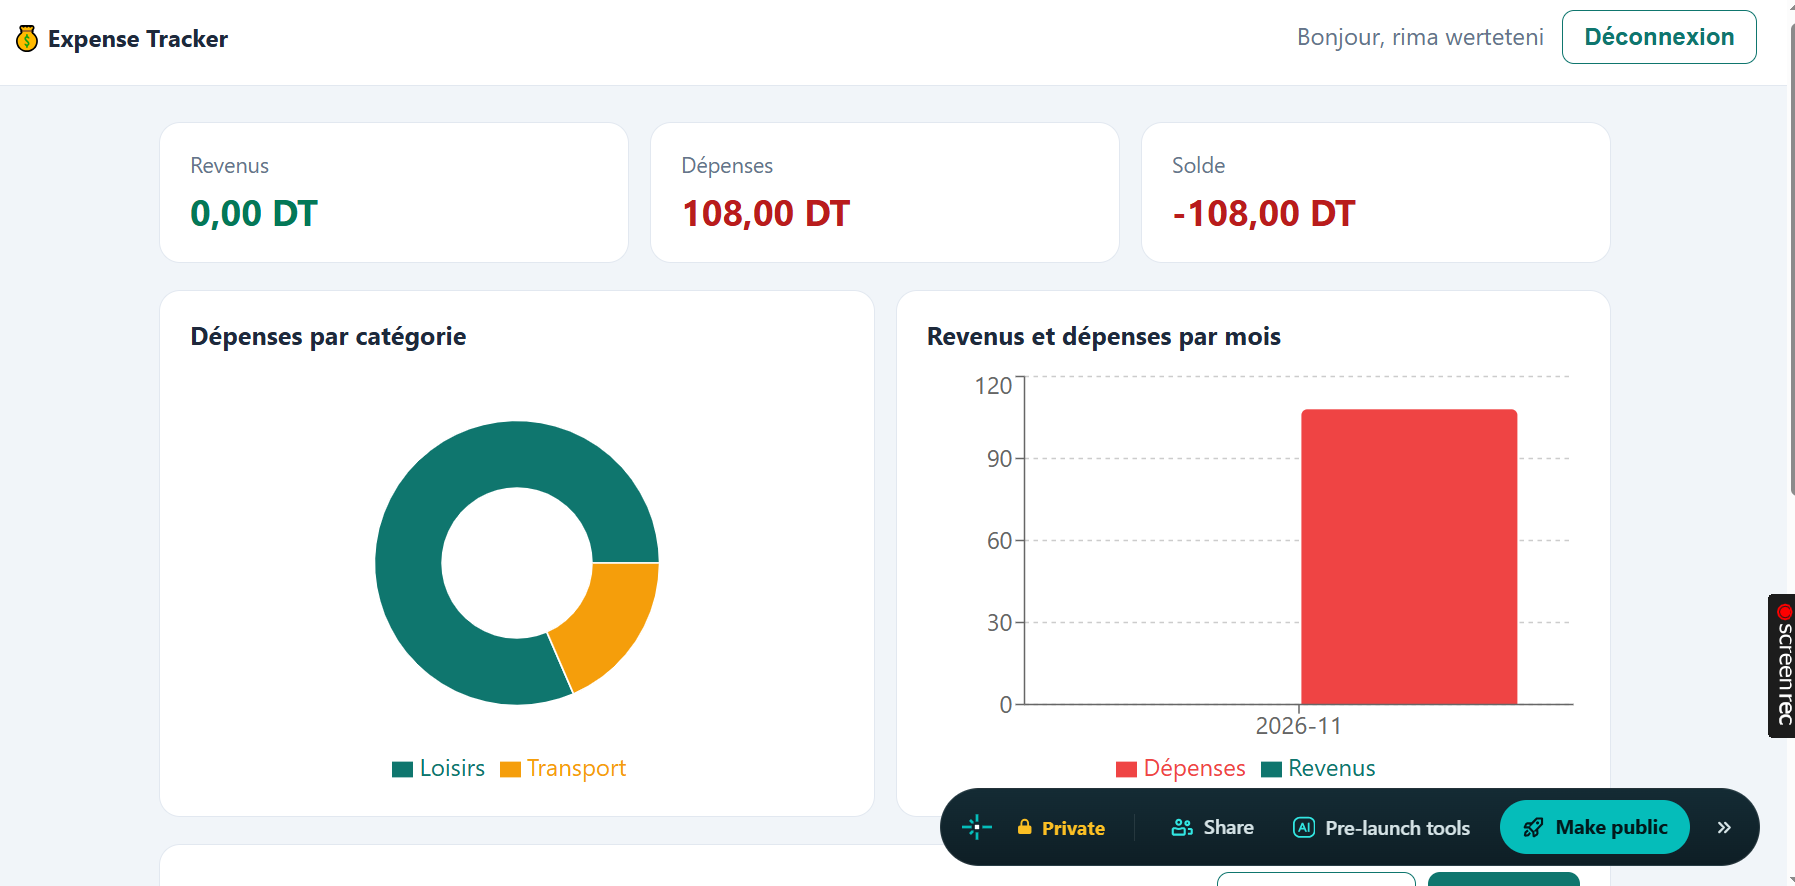 Expense Tracker
Bonjour, rima werteteni
Déconnexion
Revenus
0,00 DT
Dépenses
108,00 DT
Solde
-108,00 DT
Dépenses par catégorie
Loisirs
Transport
Revenus et dépenses par mois
120
90
60
30
0
2026-11
Dépenses
Revenus
Private
Share
AI
Pre-launch tools
Make public
screenrec